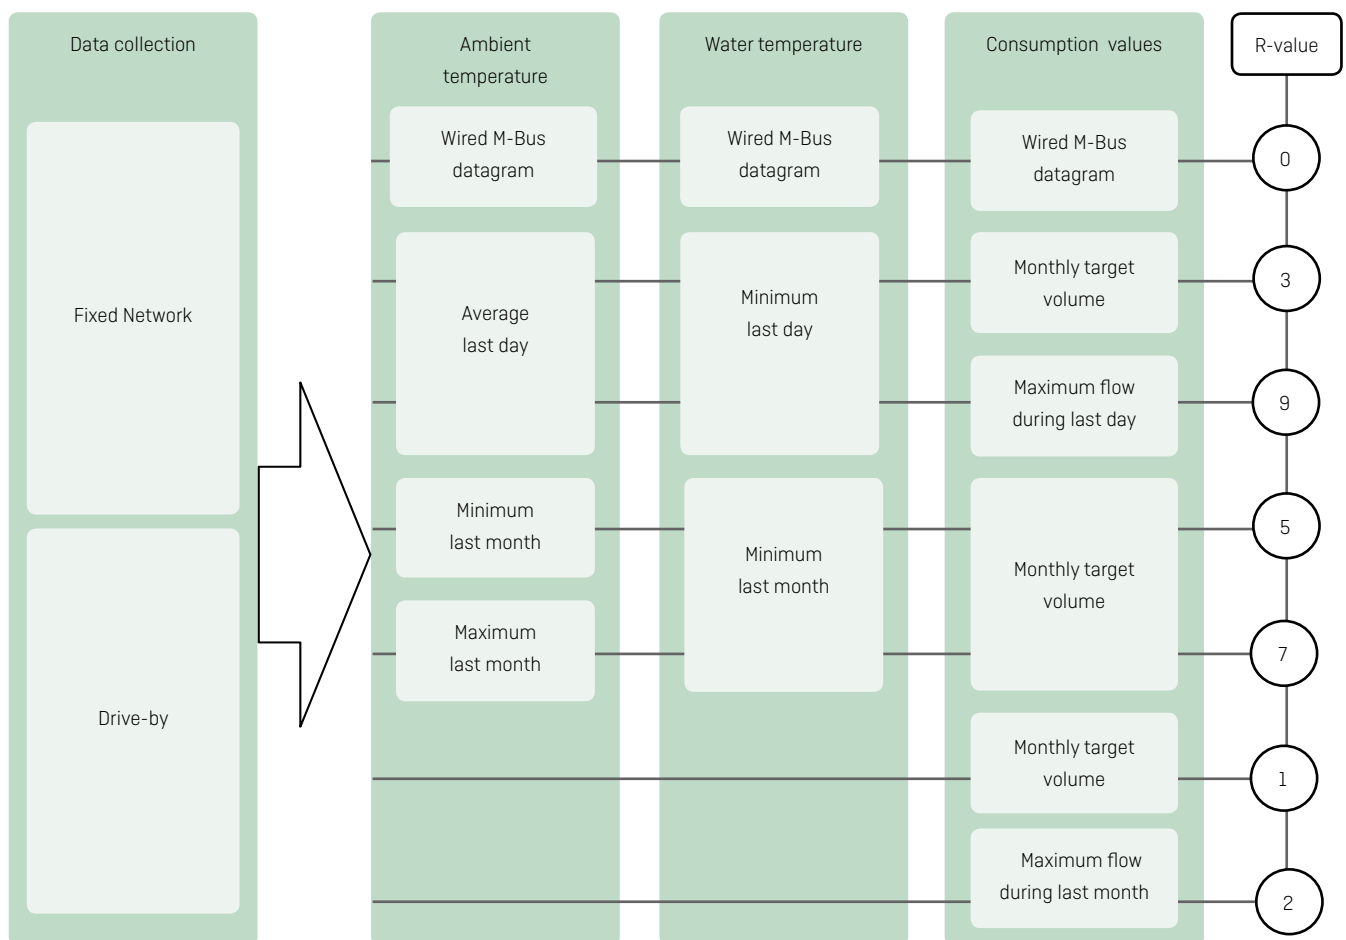 Data collection
Fixed Network
Drive-by
Ambient
temperature
Wired M-Bus
datagram
Average
last day
Minimum
last month
Maximum
last month
Water temperature
Wired M-Bus
datagram
Minimum
last day
Minimum
last month
Consumption values
Wired M-Bus
datagram
Monthly target
volume
Maximum flow
during last day
Monthly target
volume
Monthly target
volume
Maximum flow
during last month
R-value
0
3
9
5
7
1
2